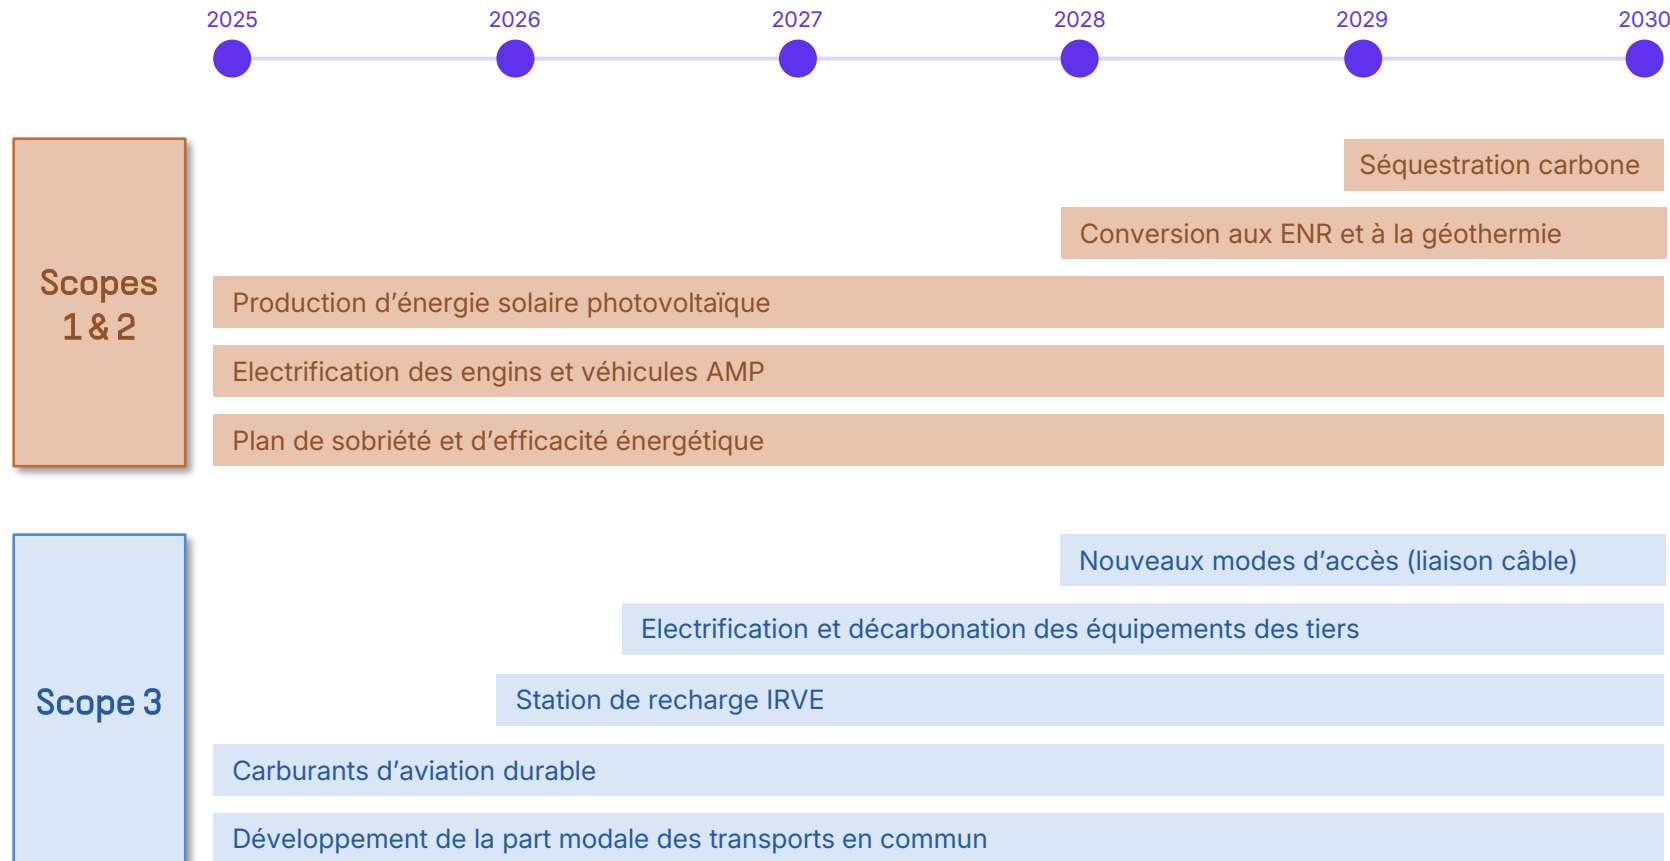 2025 2026 2027 2028 2029 2030
Scopes
1 & 2
Séquestration carbone
Conversion aux ENR et à la géothermie
Production d’énergie solaire photovoltaïque
Electrification des engins et véhicules AMP
Plan de sobriété et d’efficacité énergétique
Scope 3
Nouveaux modes d’accès (liaison câble)
Electrification et décarbonation des équipements des tiers
Station de recharge IRVE
Carburants d’aviation durable
Développement de la part modale des transports en commun